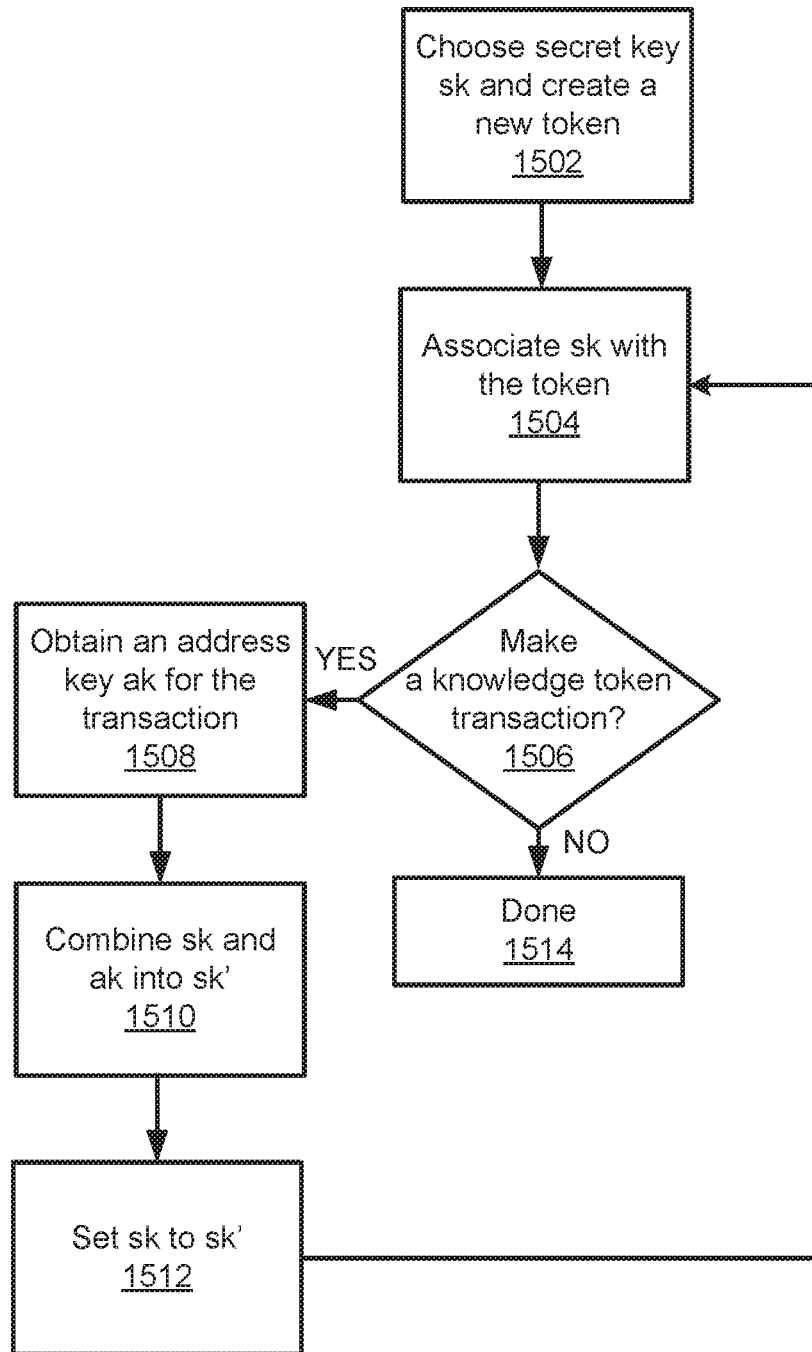 Choose secret key
sk and create a
new token
1502
Associate sk with
the token
1504
Make
a knowledge token
transaction?
1506
YES
Obtain an address
key ak for the
transaction
1508
NO
Done
1514
Combine sk and
ak into sk'
1510
Set sk to sk'
1512